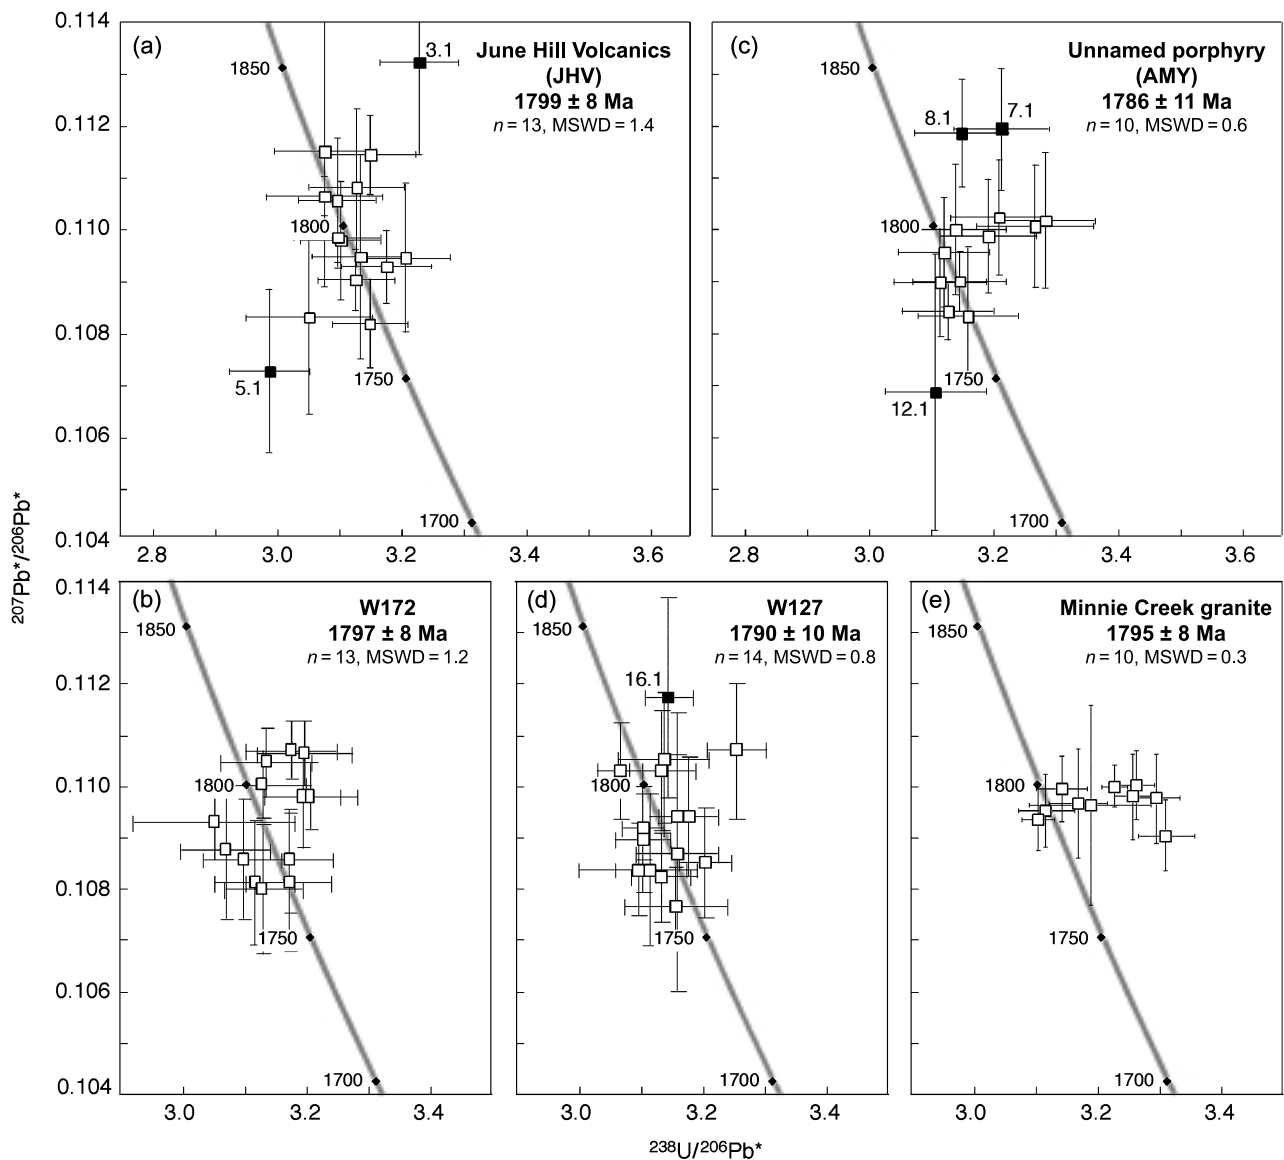 0.114
0.112
0.110
0.108
0.106
0.104
(a)
June Hill Volcanics
(JHV)
1799 ± 8 Ma
n = 13, MSWD = 1.4
3.1
1850
1800
1750
5.1
1700
2.8
3.0
3.2
3.4
3.6
(c)
Unnamed porphyry
(AMY)
1786 ± 11 Ma
n = 10, MSWD = 0.6
1850
8.1
7.1
1800
1750
12.1
1700
2.8
3.0
3.2
3.4
3.6
²⁰⁷Pb*/²⁰⁶Pb*
0.114
0.112
0.110
0.108
0.106
0.104
(b)
W172
1797 ± 8 Ma
n = 13, MSWD = 1.2
1850
1800
1750
1700
3.0
3.2
3.4
(d)
W127
1790 ± 10 Ma
n = 14, MSWD = 0.8
1850
16.1
1800
1750
1700
3.0
3.2
3.4
(e)
Minnie Creek granite
1795 ± 8 Ma
n = 10, MSWD = 0.3
1850
1800
1750
1700
3.0
3.2
3.4
²³⁸U/²⁰⁶Pb*